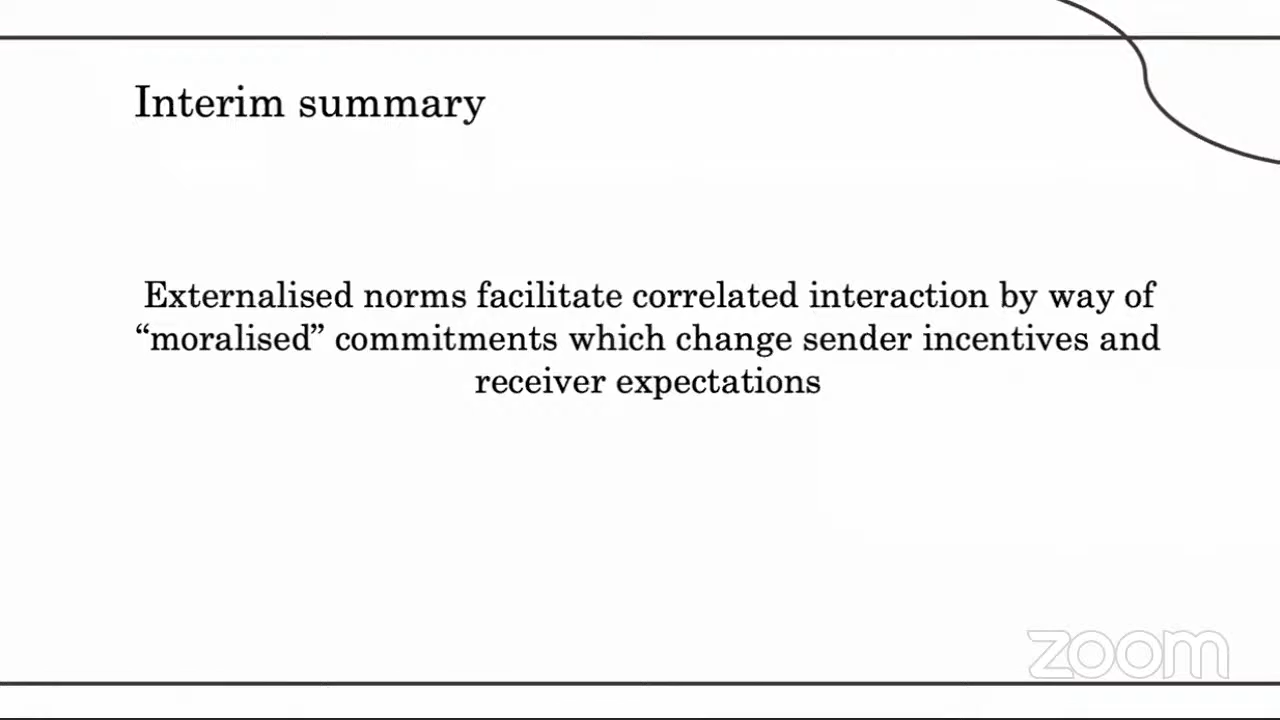 Interim summary
Externalised norms facilitate correlated interaction by way of
“moralised” commitments which change sender incentives and
receiver expectations
zoom